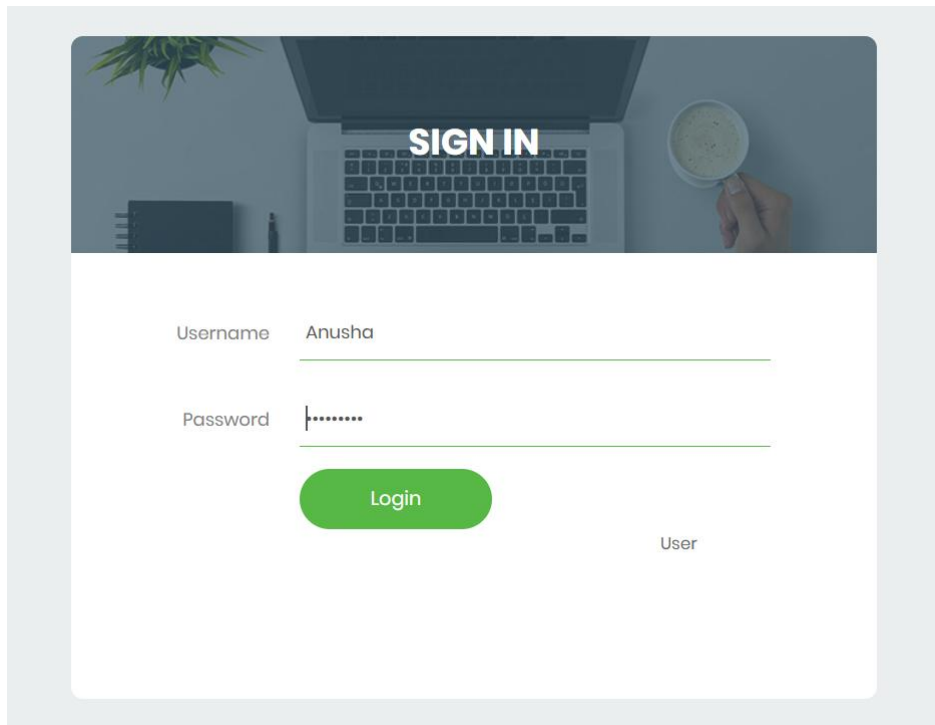 SIGN IN
Username Anusha
Password •••••••••
Login
User